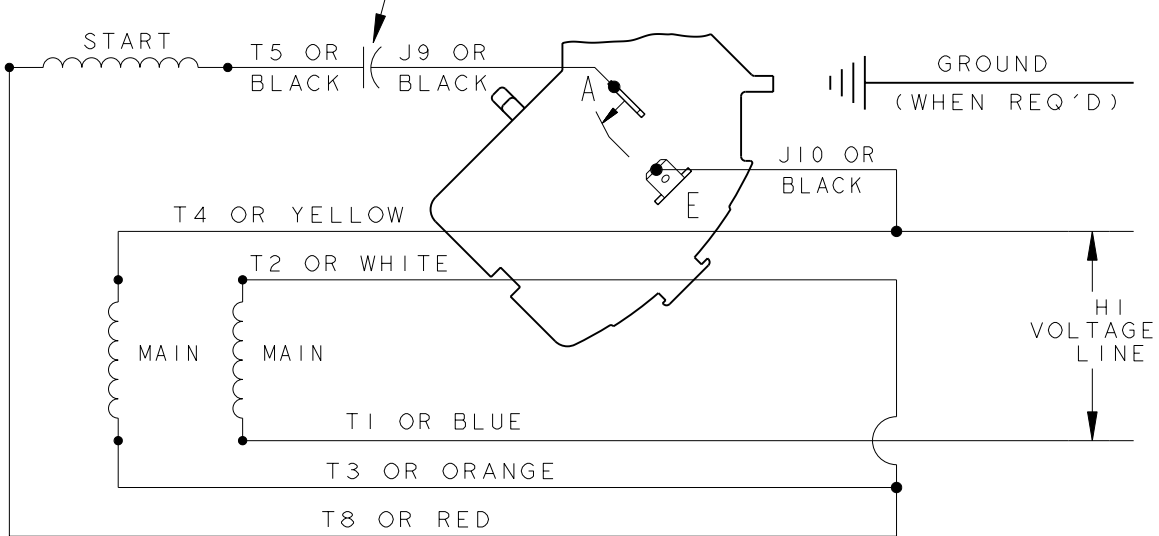 START
T5 OR
BLACK
J9 OR
BLACK
A
GROUND
(WHEN REQ'D)
J10 OR
BLACK
E
T4 OR YELLOW
T2 OR WHITE
HI
VOLTAGE
LINE
MAIN
MAIN
T1 OR BLUE
T3 OR ORANGE
T8 OR RED